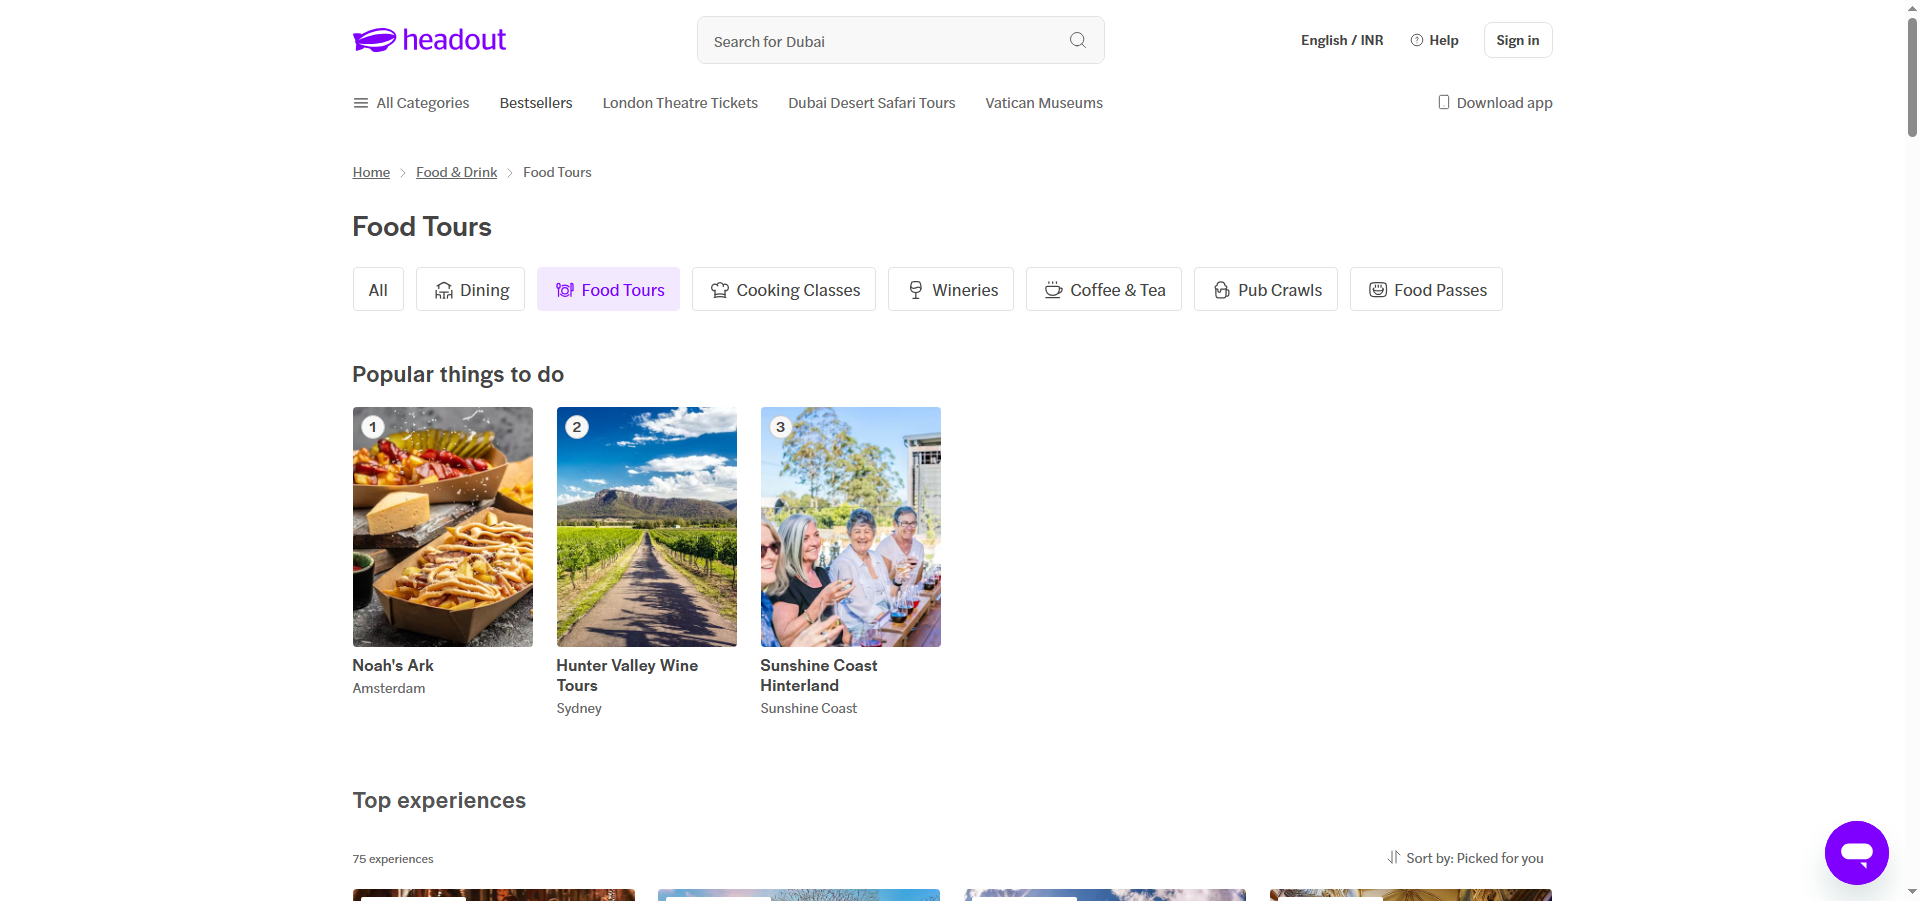 headout
Search for Dubai
English / INR
Help
Sign in
All Categories
Bestsellers
London Theatre Tickets
Dubai Desert Safari Tours
Vatican Museums
Download app
Home
Food & Drink
Food Tours
Food Tours
All
Dining
Food Tours
Cooking Classes
Wineries
Coffee & Tea
Pub Crawls
Food Passes
Popular things to do
1
2
3
Noah's Ark
Amsterdam
Hunter Valley Wine
Tours
Sydney
Sunshine Coast
Hinterland
Sunshine Coast
Top experiences
75 experiences
Sort by: Picked for you